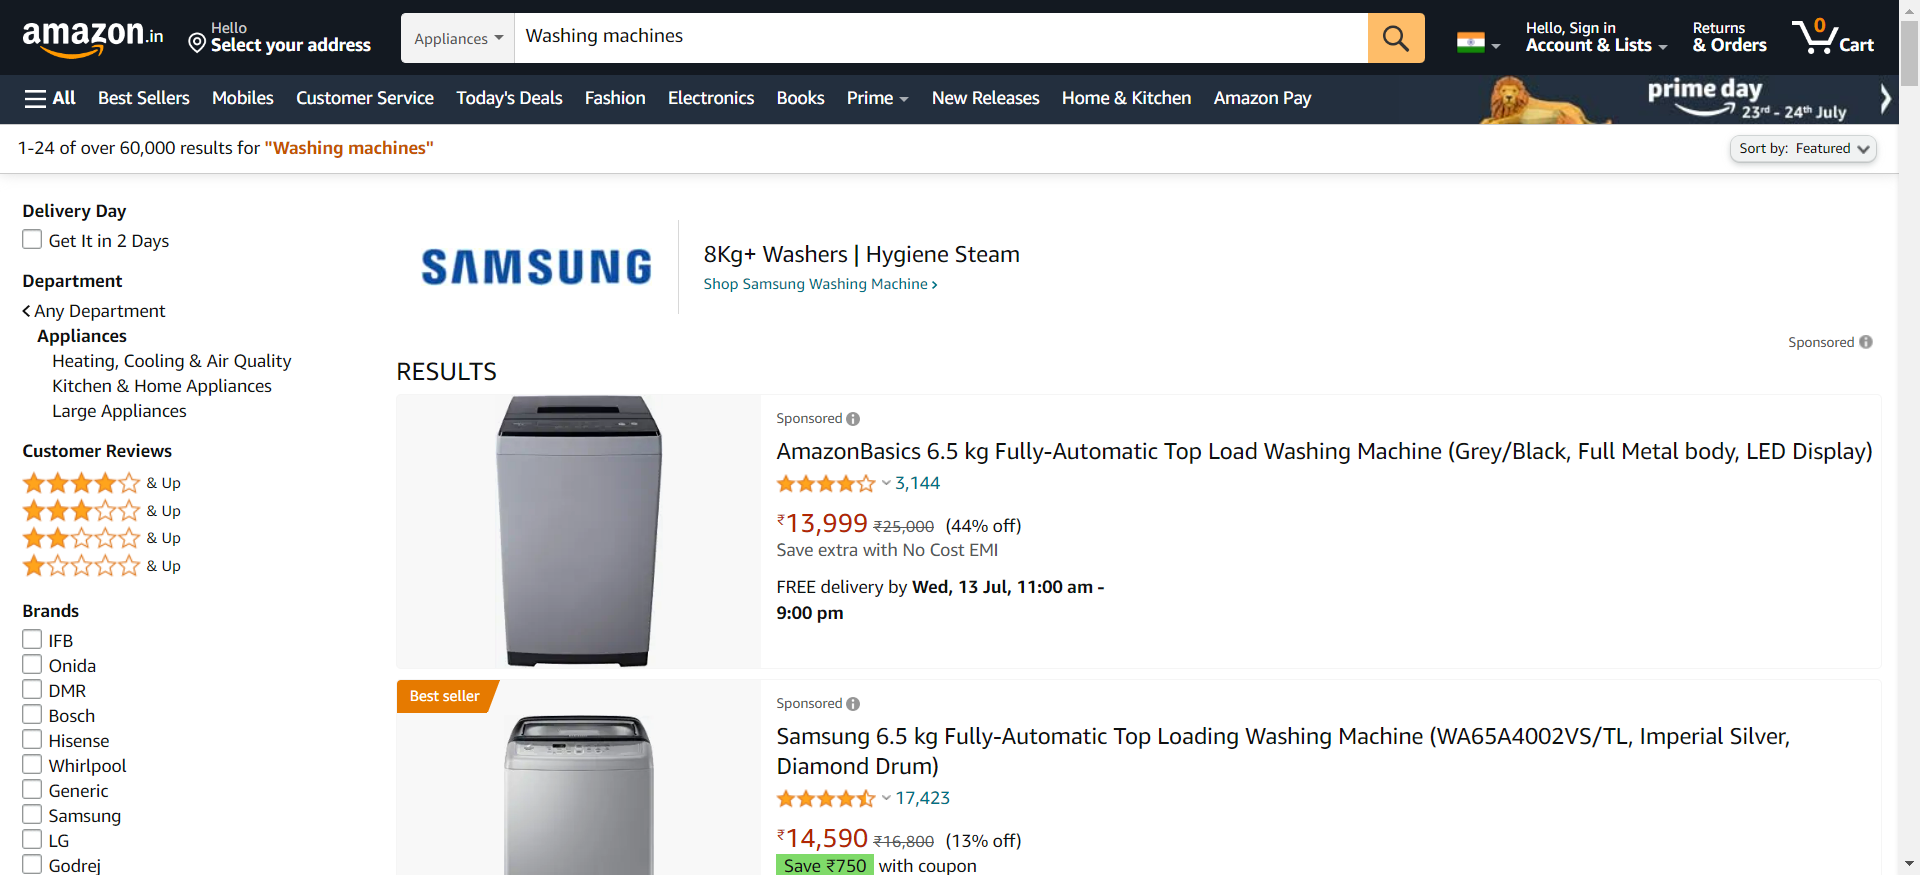 amazon.in
Hello
Select your address
Appliances
Washing machines
Hello, Sign in
Account & Lists
Returns
& Orders
0
Cart
All
Best Sellers
Mobiles
Customer Service
Today's Deals
Fashion
Electronics
Books
Prime
New Releases
Home & Kitchen
Amazon Pay
prime day
23rd - 24th July
1-24 of over 60,000 results for "Washing machines"
Sort by: Featured
Delivery Day
Get It in 2 Days
Department
Any Department
Appliances
Heating, Cooling & Air Quality
Kitchen & Home Appliances
Large Appliances
Customer Reviews
& Up
& Up
& Up
& Up
Brands
IFB
Onida
DMR
Bosch
Hisense
Whirlpool
Generic
Samsung
LG
Godrej
SAMSUNG
8Kg+ Washers | Hygiene Steam
Shop Samsung Washing Machine ›
Sponsored
RESULTS
Sponsored
AmazonBasics 6.5 kg Fully-Automatic Top Load Washing Machine (Grey/Black, Full Metal body, LED Display)
3,144
₹13,999 ₹25,000 (44% off)
Save extra with No Cost EMI
FREE delivery by Wed, 13 Jul, 11:00 am -
9:00 pm
Best seller
Sponsored
Samsung 6.5 kg Fully-Automatic Top Loading Washing Machine (WA65A4002VS/TL, Imperial Silver,
Diamond Drum)
17,423
₹14,590 ₹16,800 (13% off)
Save ₹750 with coupon